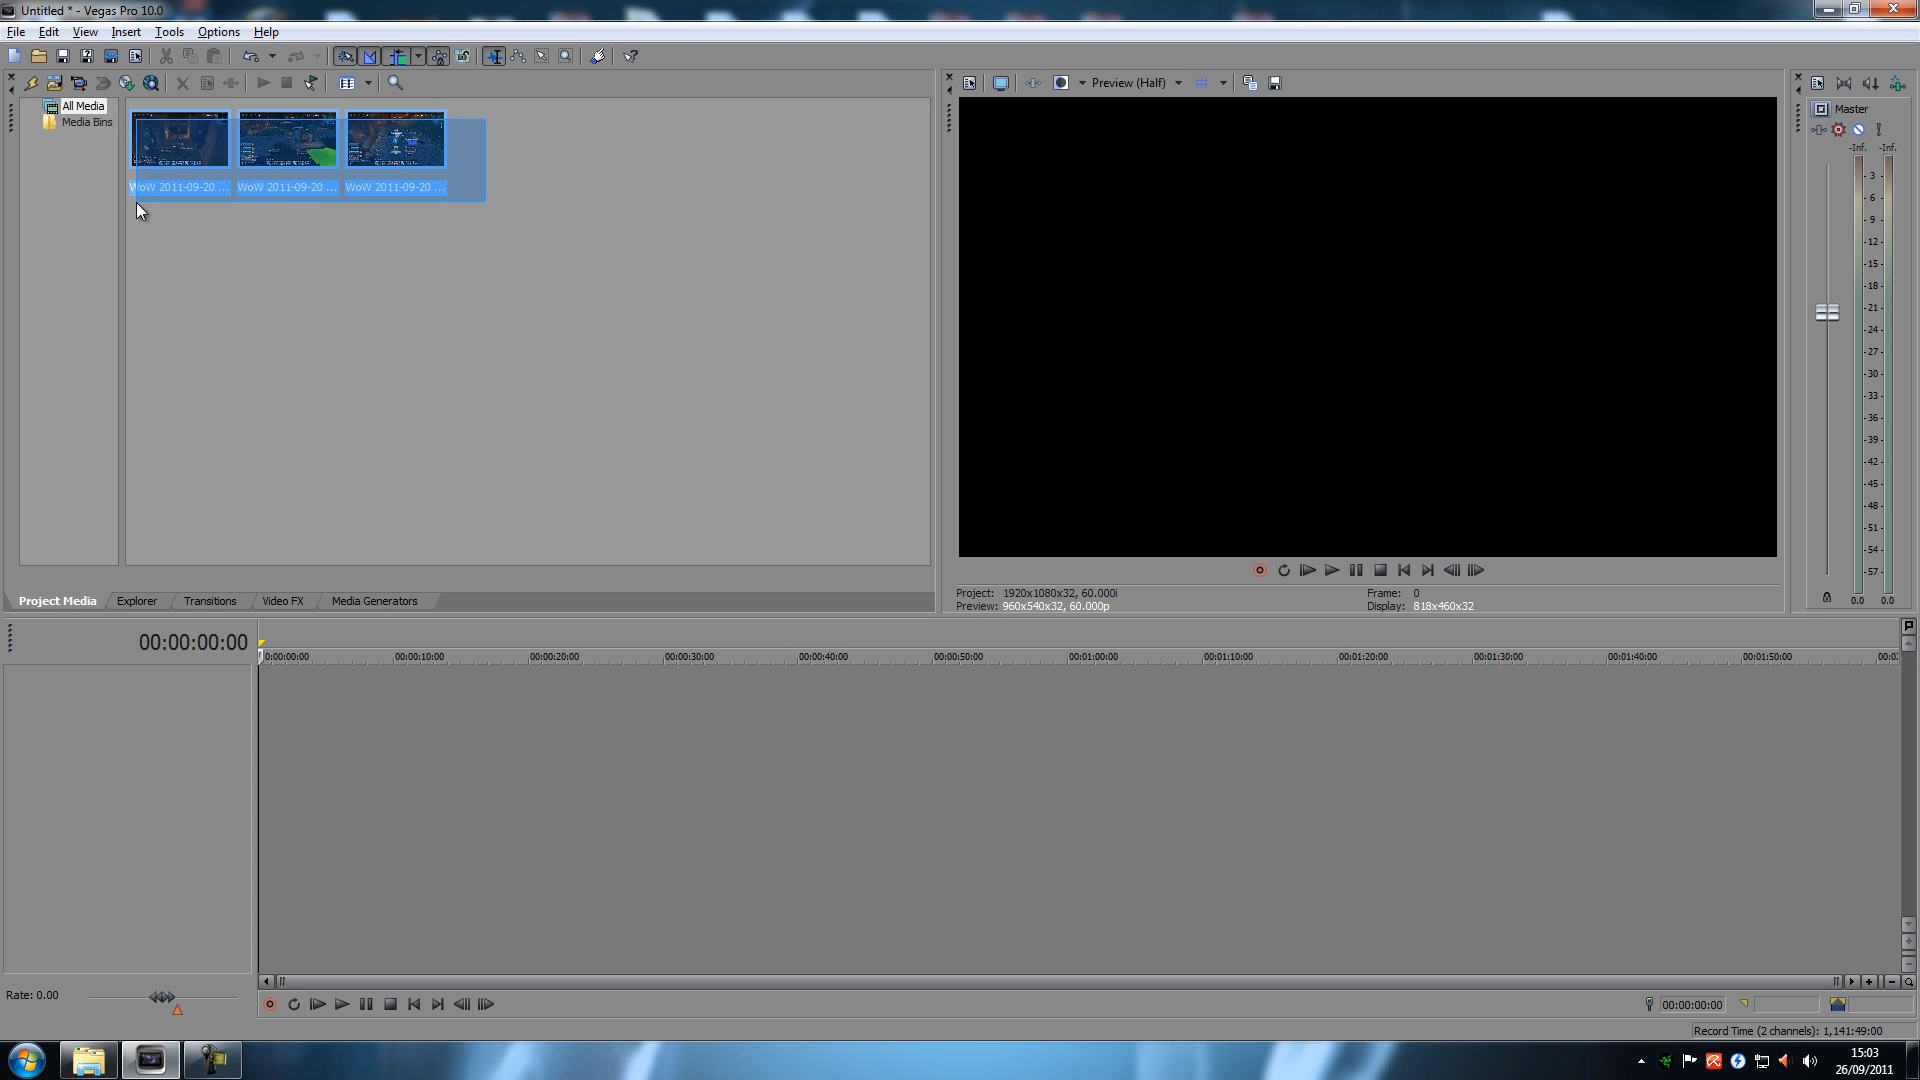 Untitled * - Vegas Pro 10.0
File Edit View Insert Tools Options Help
Preview (Half)
All Media
Media Bins
WoW 2011-09-20 ... WoW 2011-09-20 ... WoW 2011-09-20 ...
Master
-Inf. -Inf.
3
6
9
12
15
18
21
24
27
30
33
36
39
42
45
48
51
54
57
0.0 0.0
Project: 1920x1080x32, 60.000i
Preview: 960x540x32, 60.000p
Frame: 0
Display: 818x460x32
Project Media Explorer Transitions Video FX Media Generators
00:00:00:00
0:00:00:00 00:00:10:00 00:00:20:00 00:00:30:00 00:00:40:00 00:00:50:00 00:01:00:00 00:01:10:00 00:01:20:00 00:01:30:00 00:01:40:00 00:01:50:00 00:0
Rate: 0.00
00:00:00:00
Record Time (2 channels): 1,141:49:00
15:03
26/09/2011